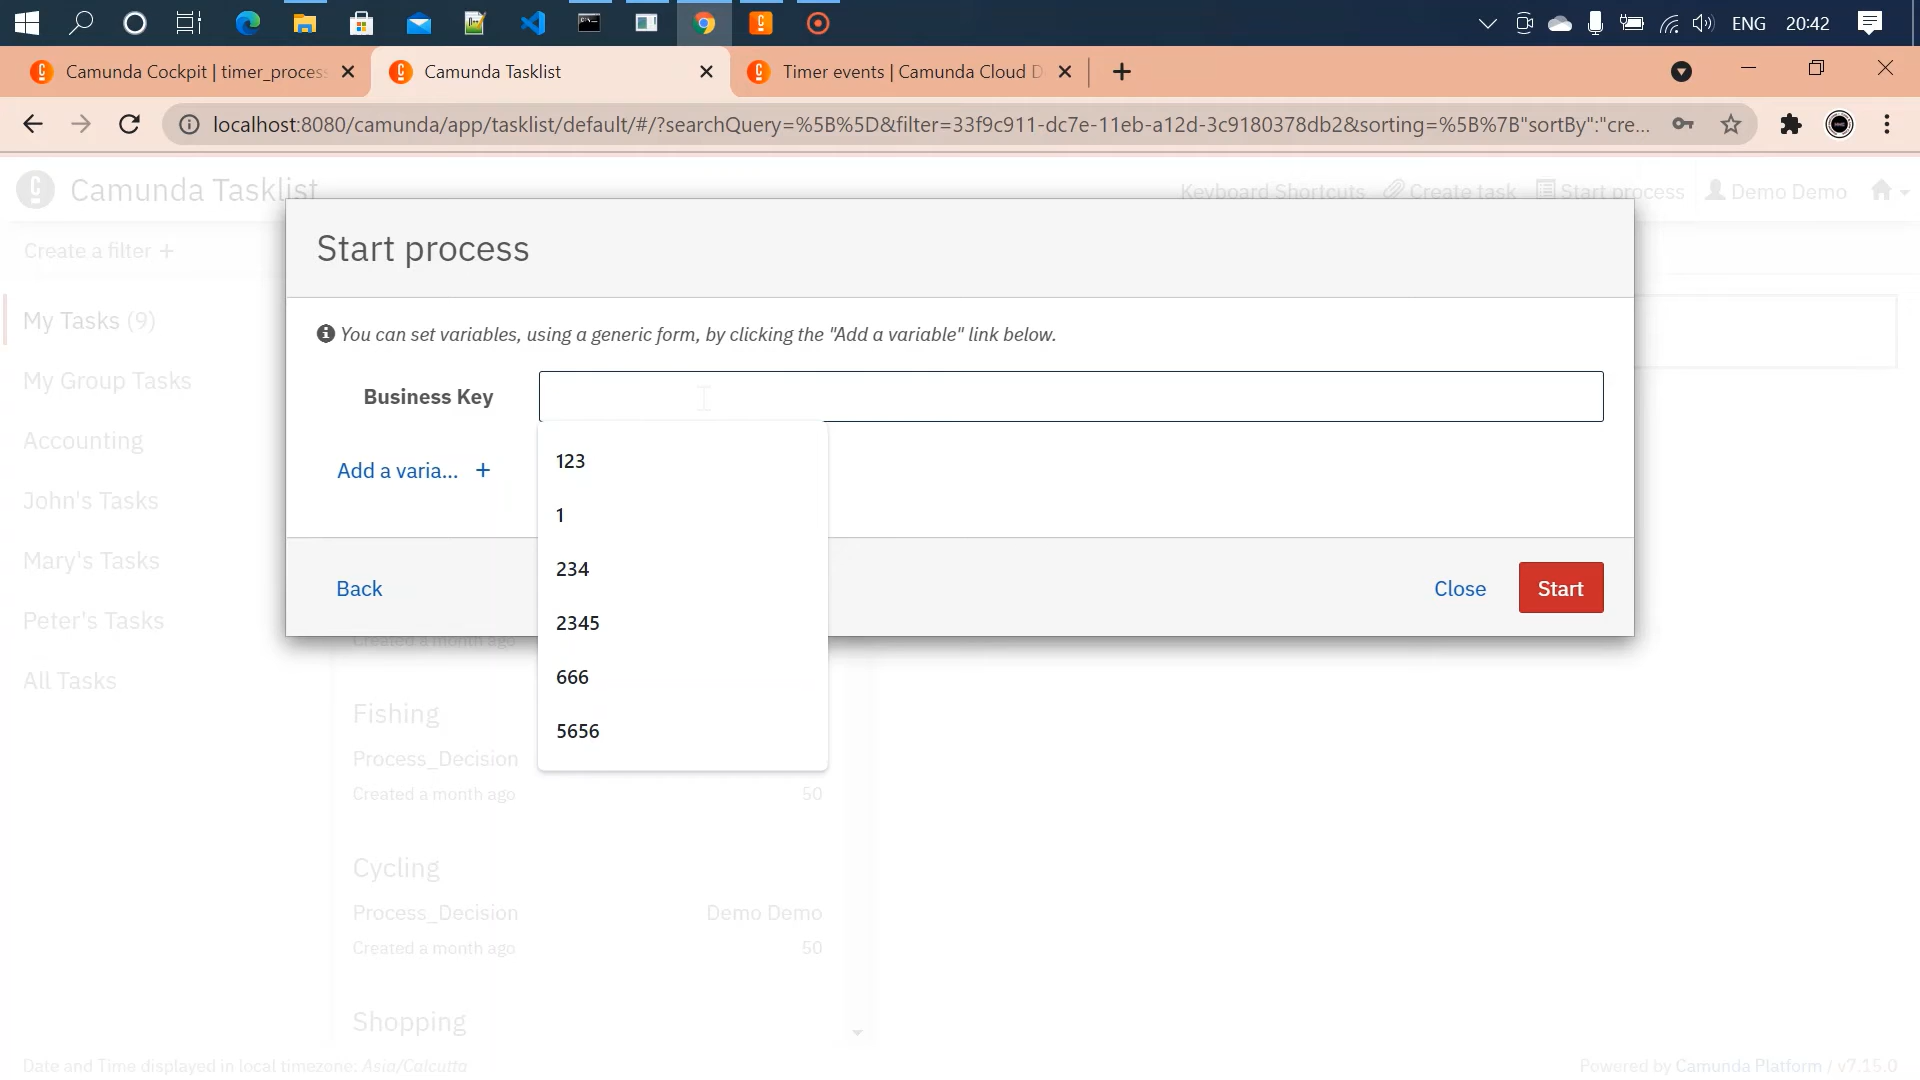 ENG 20:42
Camunda Cockpit | timer_process
Camunda Tasklist
Timer events | Camunda Cloud D
localhost:8080/camunda/app/tasklist/default/#/?searchQuery=%5B%5D&filter=33f9c911-dc7e-11eb-a12d-3c9180378db2&sorting=%5B%7B"sortBy":"cre...
Camunda Tasklist
Keyboard Shortcuts Create task Start process Demo Demo
Create a filter +
Start process
You can set variables, using a generic form, by clicking the "Add a variable" link below.
Business Key
Add a varia... +
123
1
234
2345
666
5656
Back
Close
Start
My Tasks (9)
My Group Tasks
Accounting
John's Tasks
Mary's Tasks
Peter's Tasks
All Tasks
Created a month ago
Fishing
Process_Decision
Created a month ago 50
Cycling
Process_Decision Demo Demo
Created a month ago 50
Shopping
Date and Time displayed in local timezone: Asia/Calcutta
Powered by Camunda Platform / v7.15.0